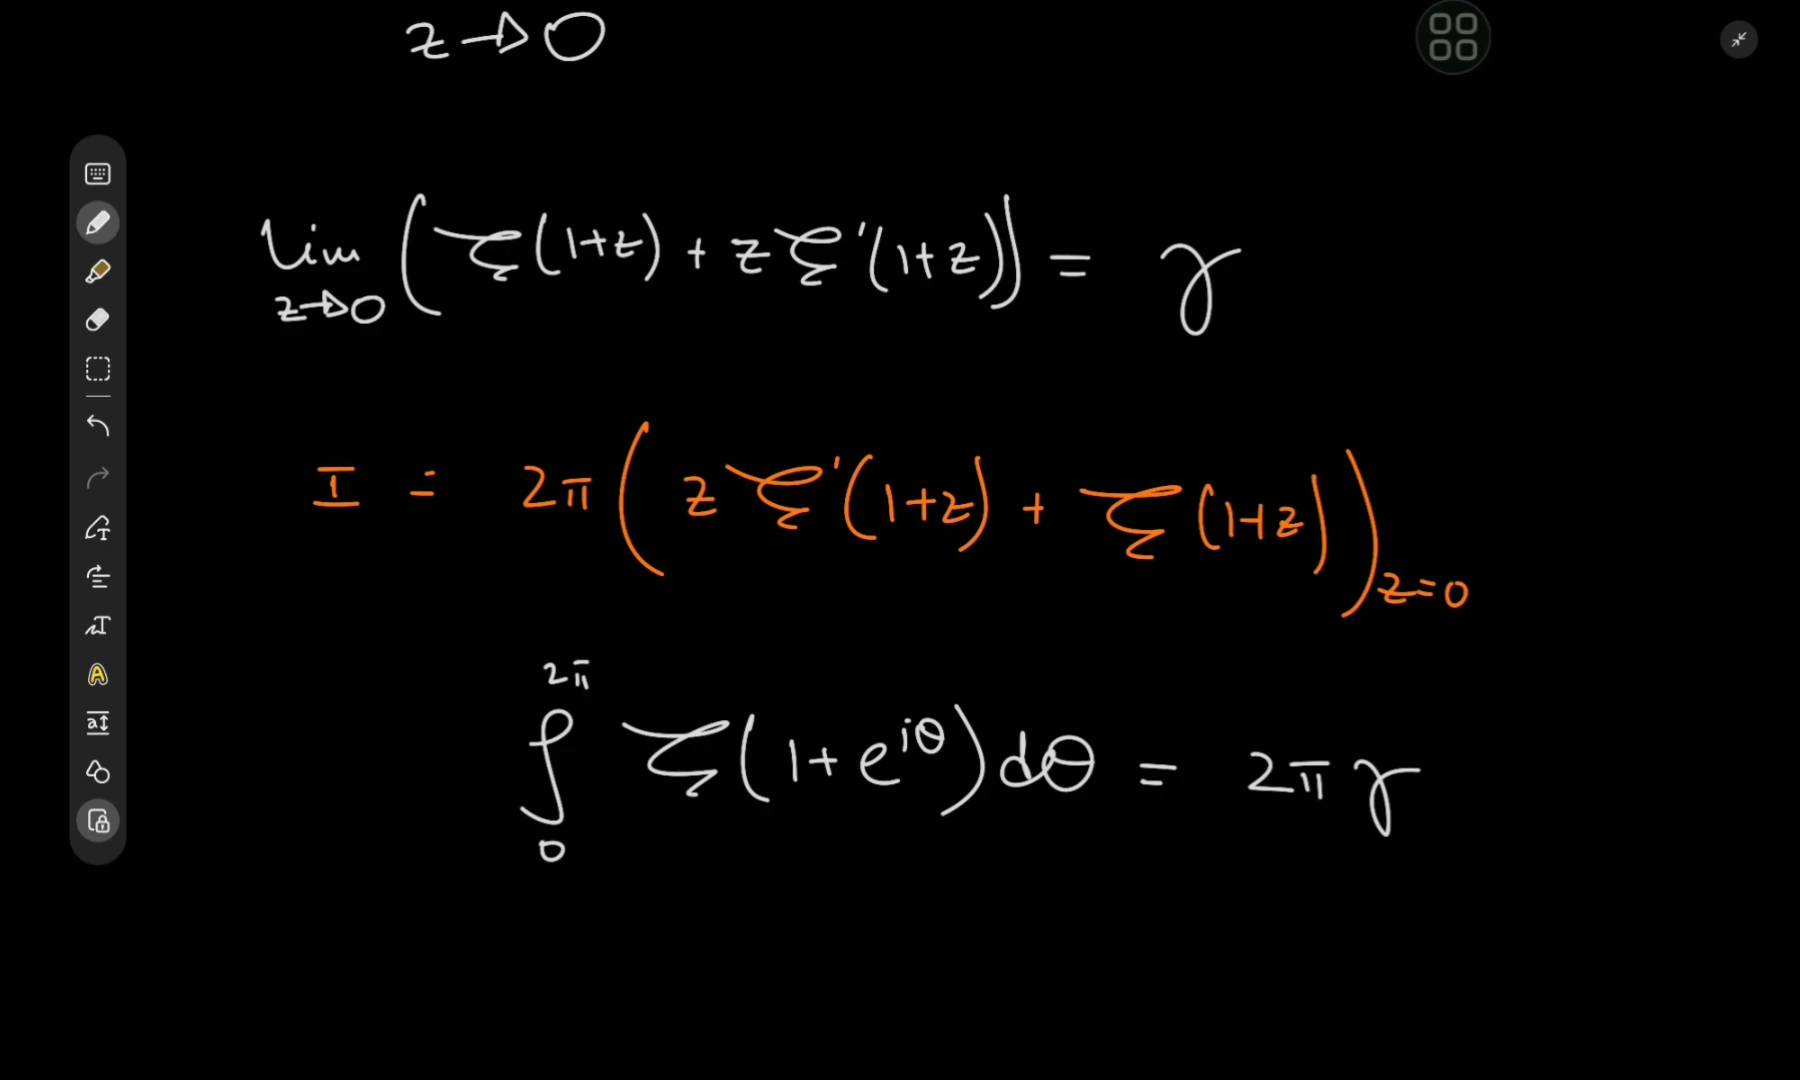 z→0
lim z→0 (ζ(1+z) + zζ'(1+z)) = γ
I = 2π (zζ'(1+z) + ζ(1+z)) z=0
∫₀^2π ζ(1+e^iθ) dθ = 2πγ